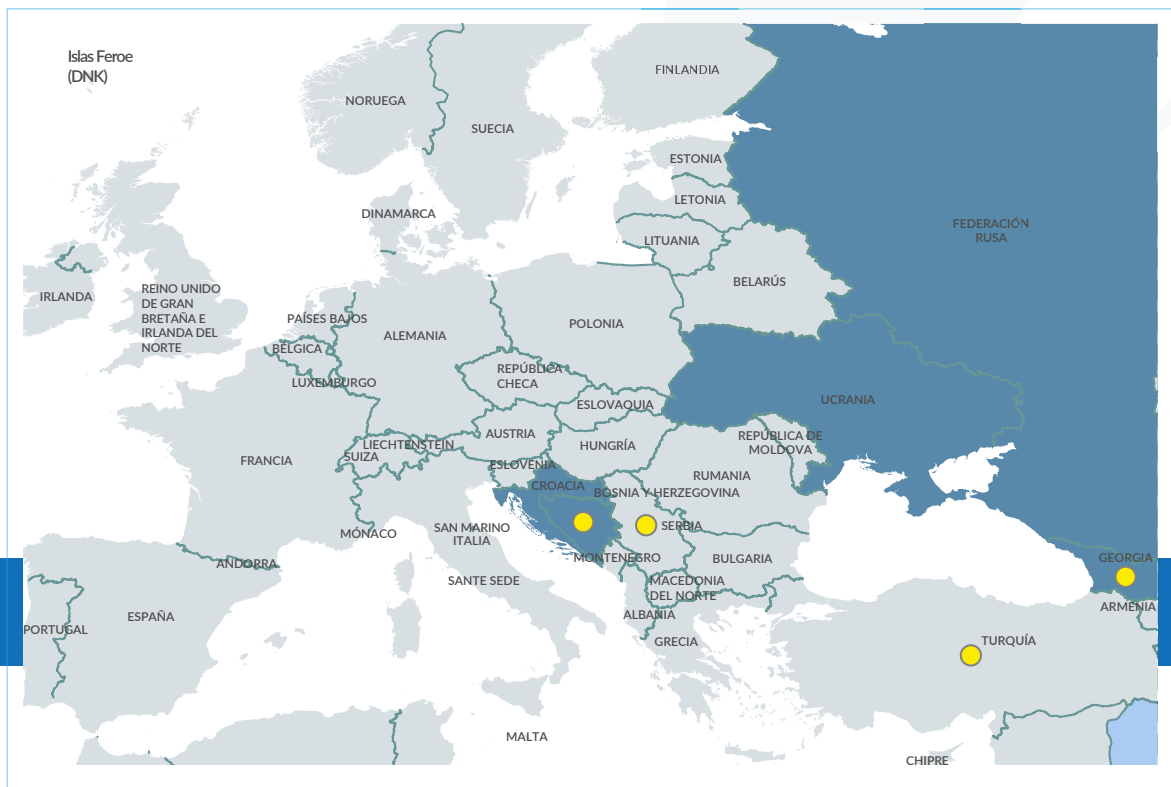 Islas Feroe
(DNK)
FINLANDIA
NORUEGA
SUECIA
ESTONIA
LETONIA
DINAMARCA
FEDERACIÓN
RUSA
LITUANIA
BELARÚS
REINO UNIDO
DE GRAN
BRETAÑA E
IRLANDA DEL
NORTE
IRLANDA
PAÍSES BAJOS
POLONIA
ALEMANIA
BÉLGICA
REPÚBLICA
CHECA
LUXEMBURGO
UCRANIA
ESLOVAQUIA
AUSTRIA
REPÚBLICA DE
MOLDOVA
LIECHTENSTEIN
HUNGRÍA
SUIZA
FRANCIA
ESLOVENIA
RUMANIA
CROACIA
BOSNIA Y HERZEGOVINA
SERBIA
SAN MARINO
ITALIA
MÓNACO
MONTENEGRO
BULGARIA
GEORGIA
ANDORRA
SANTE SEDE
MACEDONIA
DEL NORTE
ARMENIA
ALBANIA
ESPAÑA
PORTUGAL
GRECIA
TURQUÍA
MALTA
CHIPRE